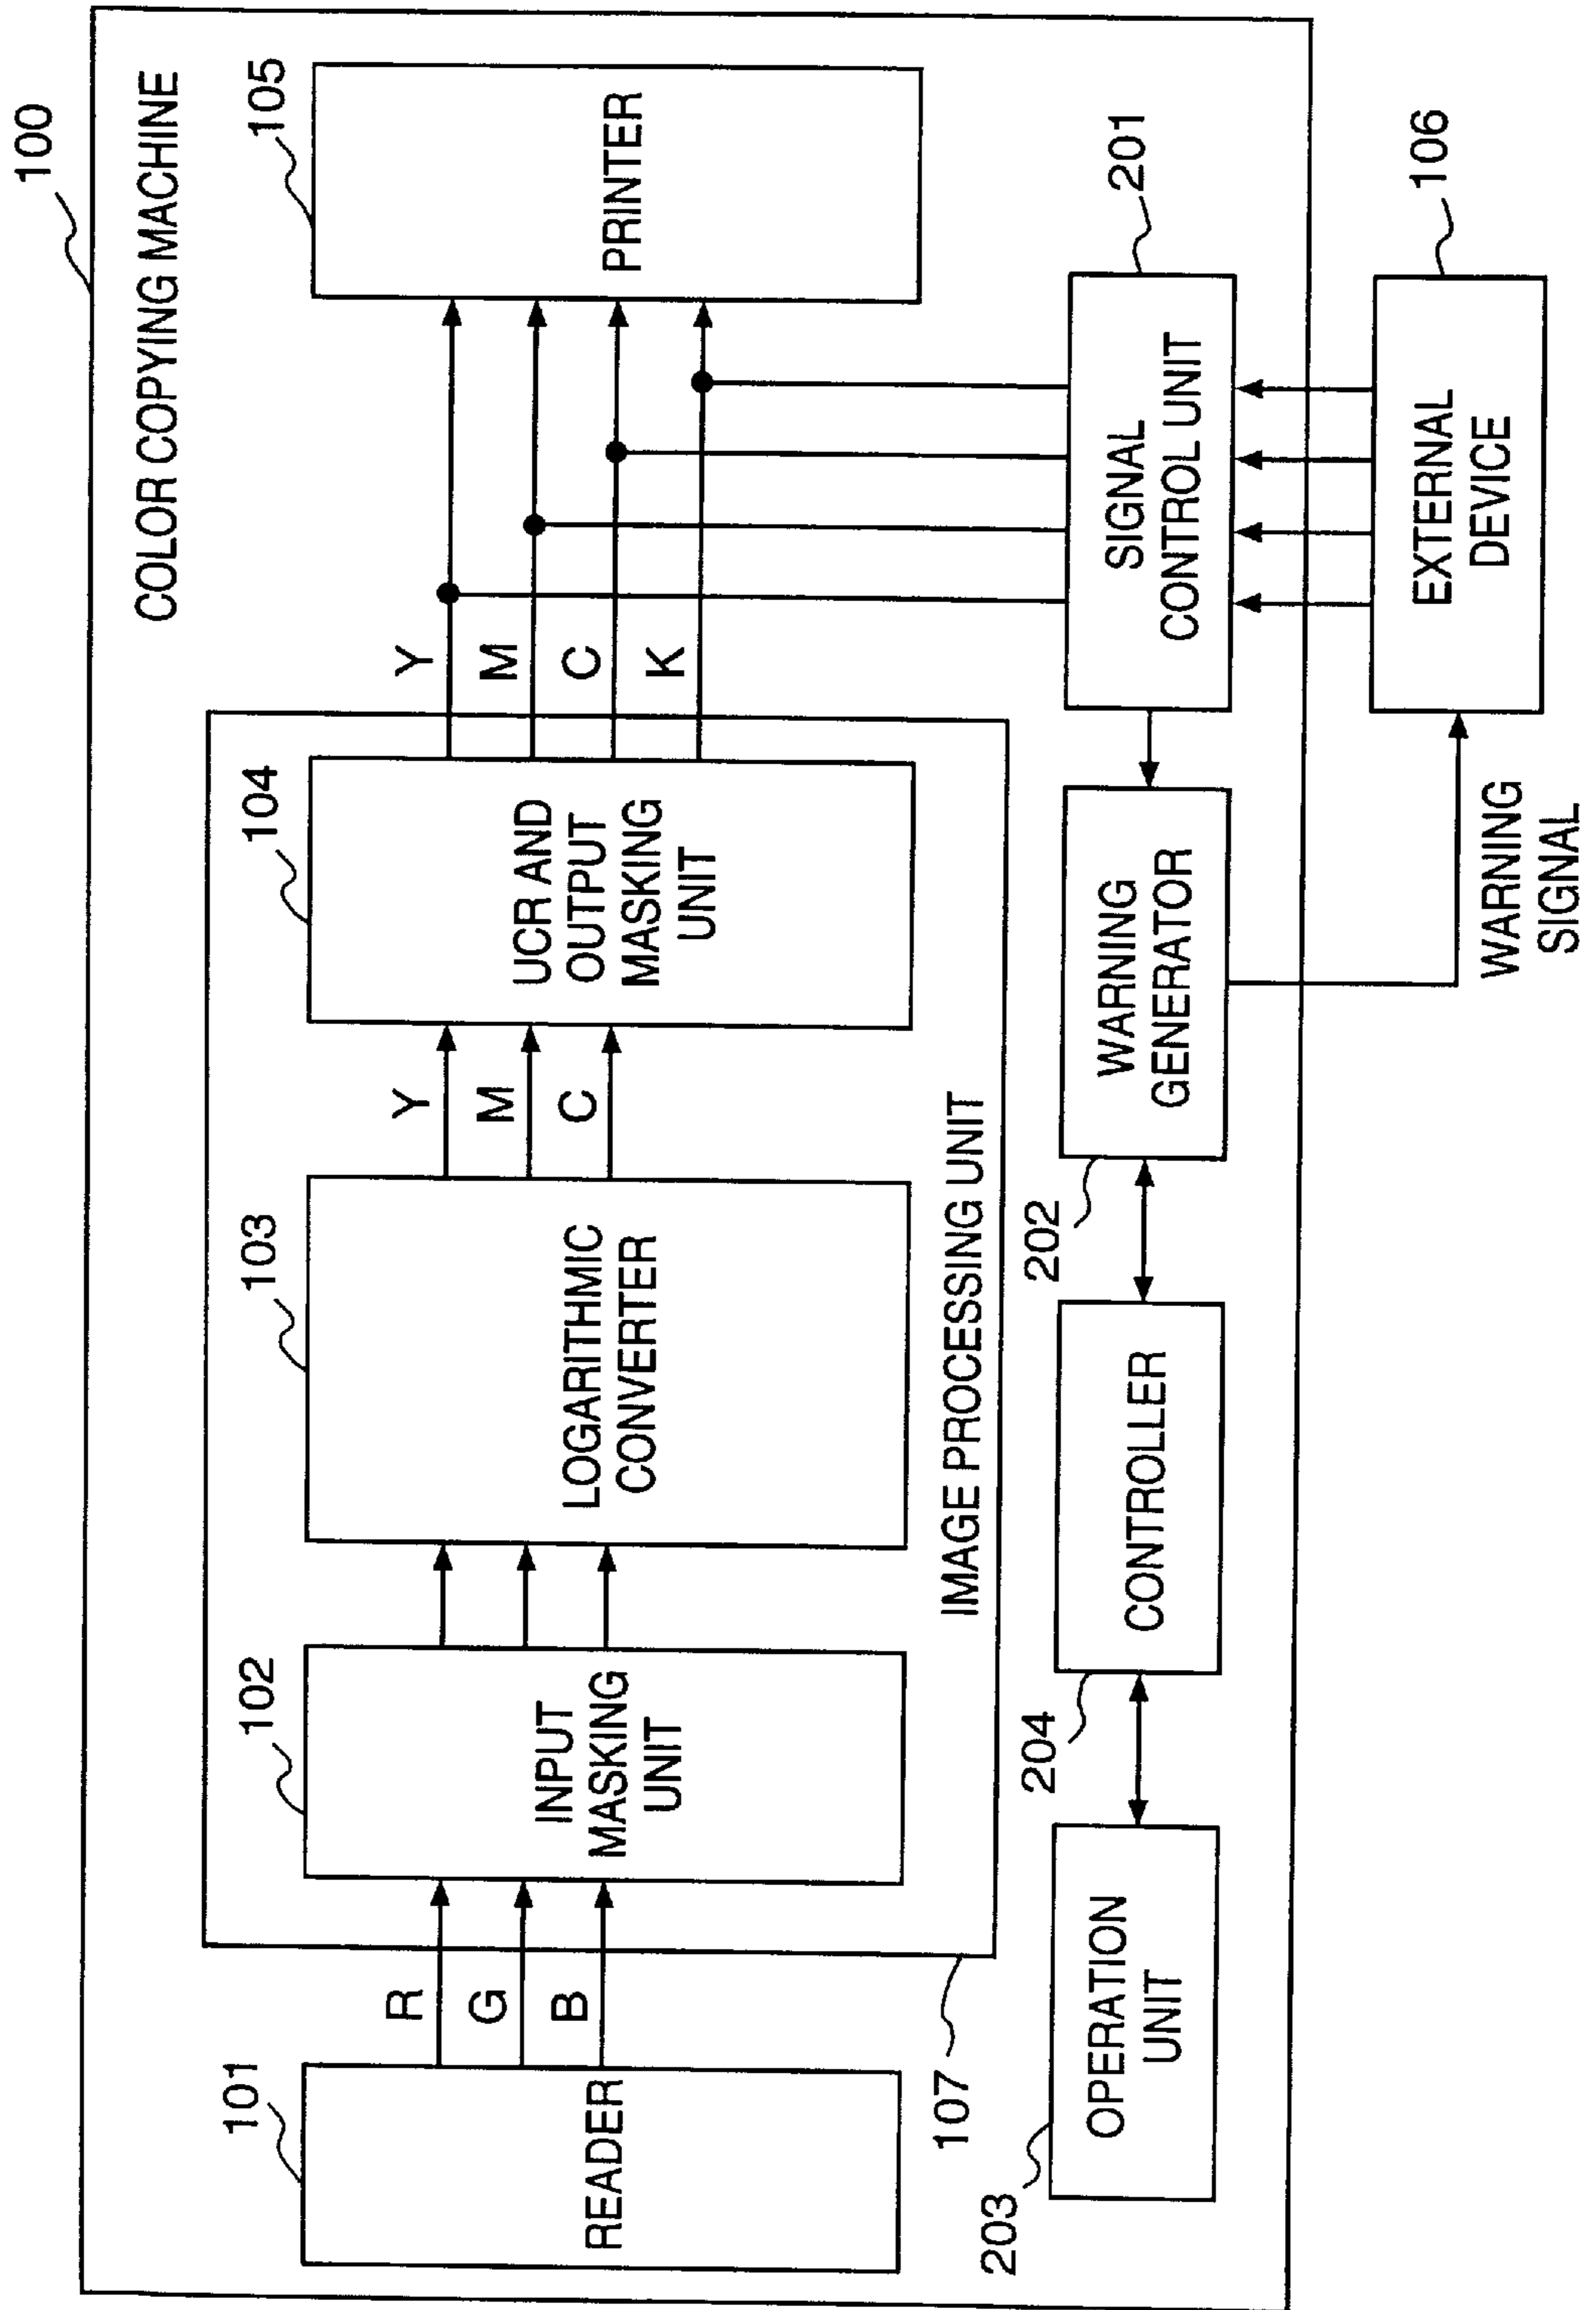 100
COLOR COPYING MACHINE
101
READER
R
G
B
102
INPUT
MASKING
UNIT
103
LOGARITHMIC
CONVERTER
Y
M
C
104
UCR AND
OUTPUT
MASKING
UNIT
Y
M
C
K
105
PRINTER
IMAGE PROCESSING UNIT
107
203
OPERATION
UNIT
204
CONTROLLER
202
WARNING
GENERATOR
201
SIGNAL
CONTROL UNIT
106
EXTERNAL
DEVICE
WARNING
SIGNAL